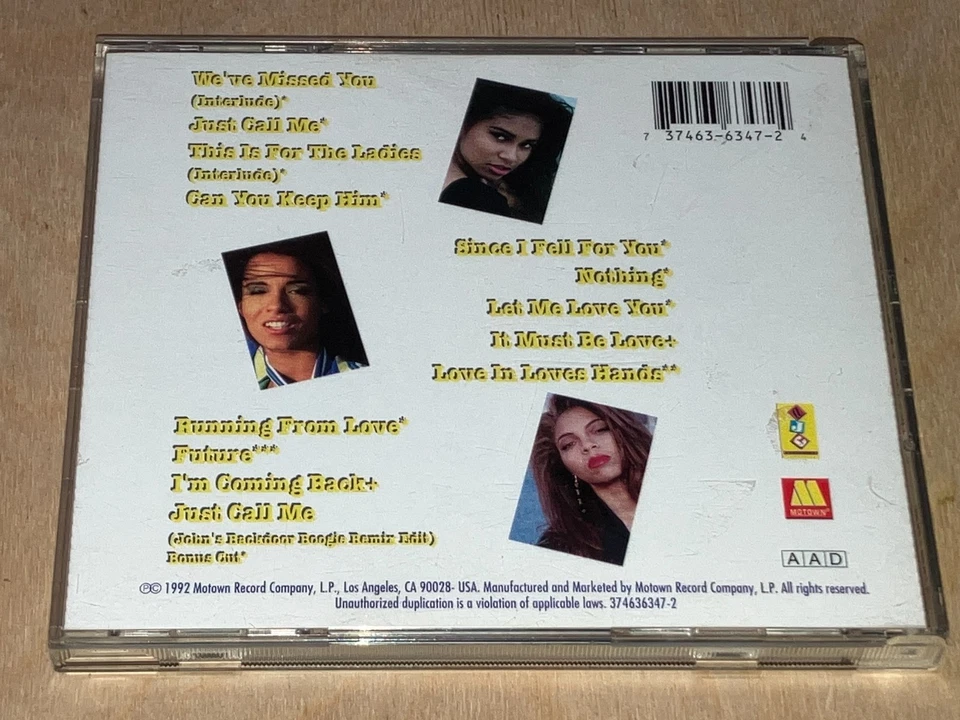 We've Missed You
(Interlude)*
Just Call Me*
This Is For The Ladies
(Interlude)*
Can You Keep Him*
7 37463-6347-2 4
Since I Fell For You*
Nothing*
Let Me Love You*
It Must Be Love+
Love In Loves Hands**
Running From Love*
Future***
I'm Coming Back+
Just Call Me
(John's Backdoor Boogie Remix Edit)
Bonus Cut*
M
MOTOWN®
AAD
℗© 1992 Motown Record Company, L.P., Los Angeles, CA 90028- USA. Manufactured and Marketed by Motown Record Company, L.P. All rights reserved.
Unauthorized duplication is a violation of applicable laws. 374636347-2